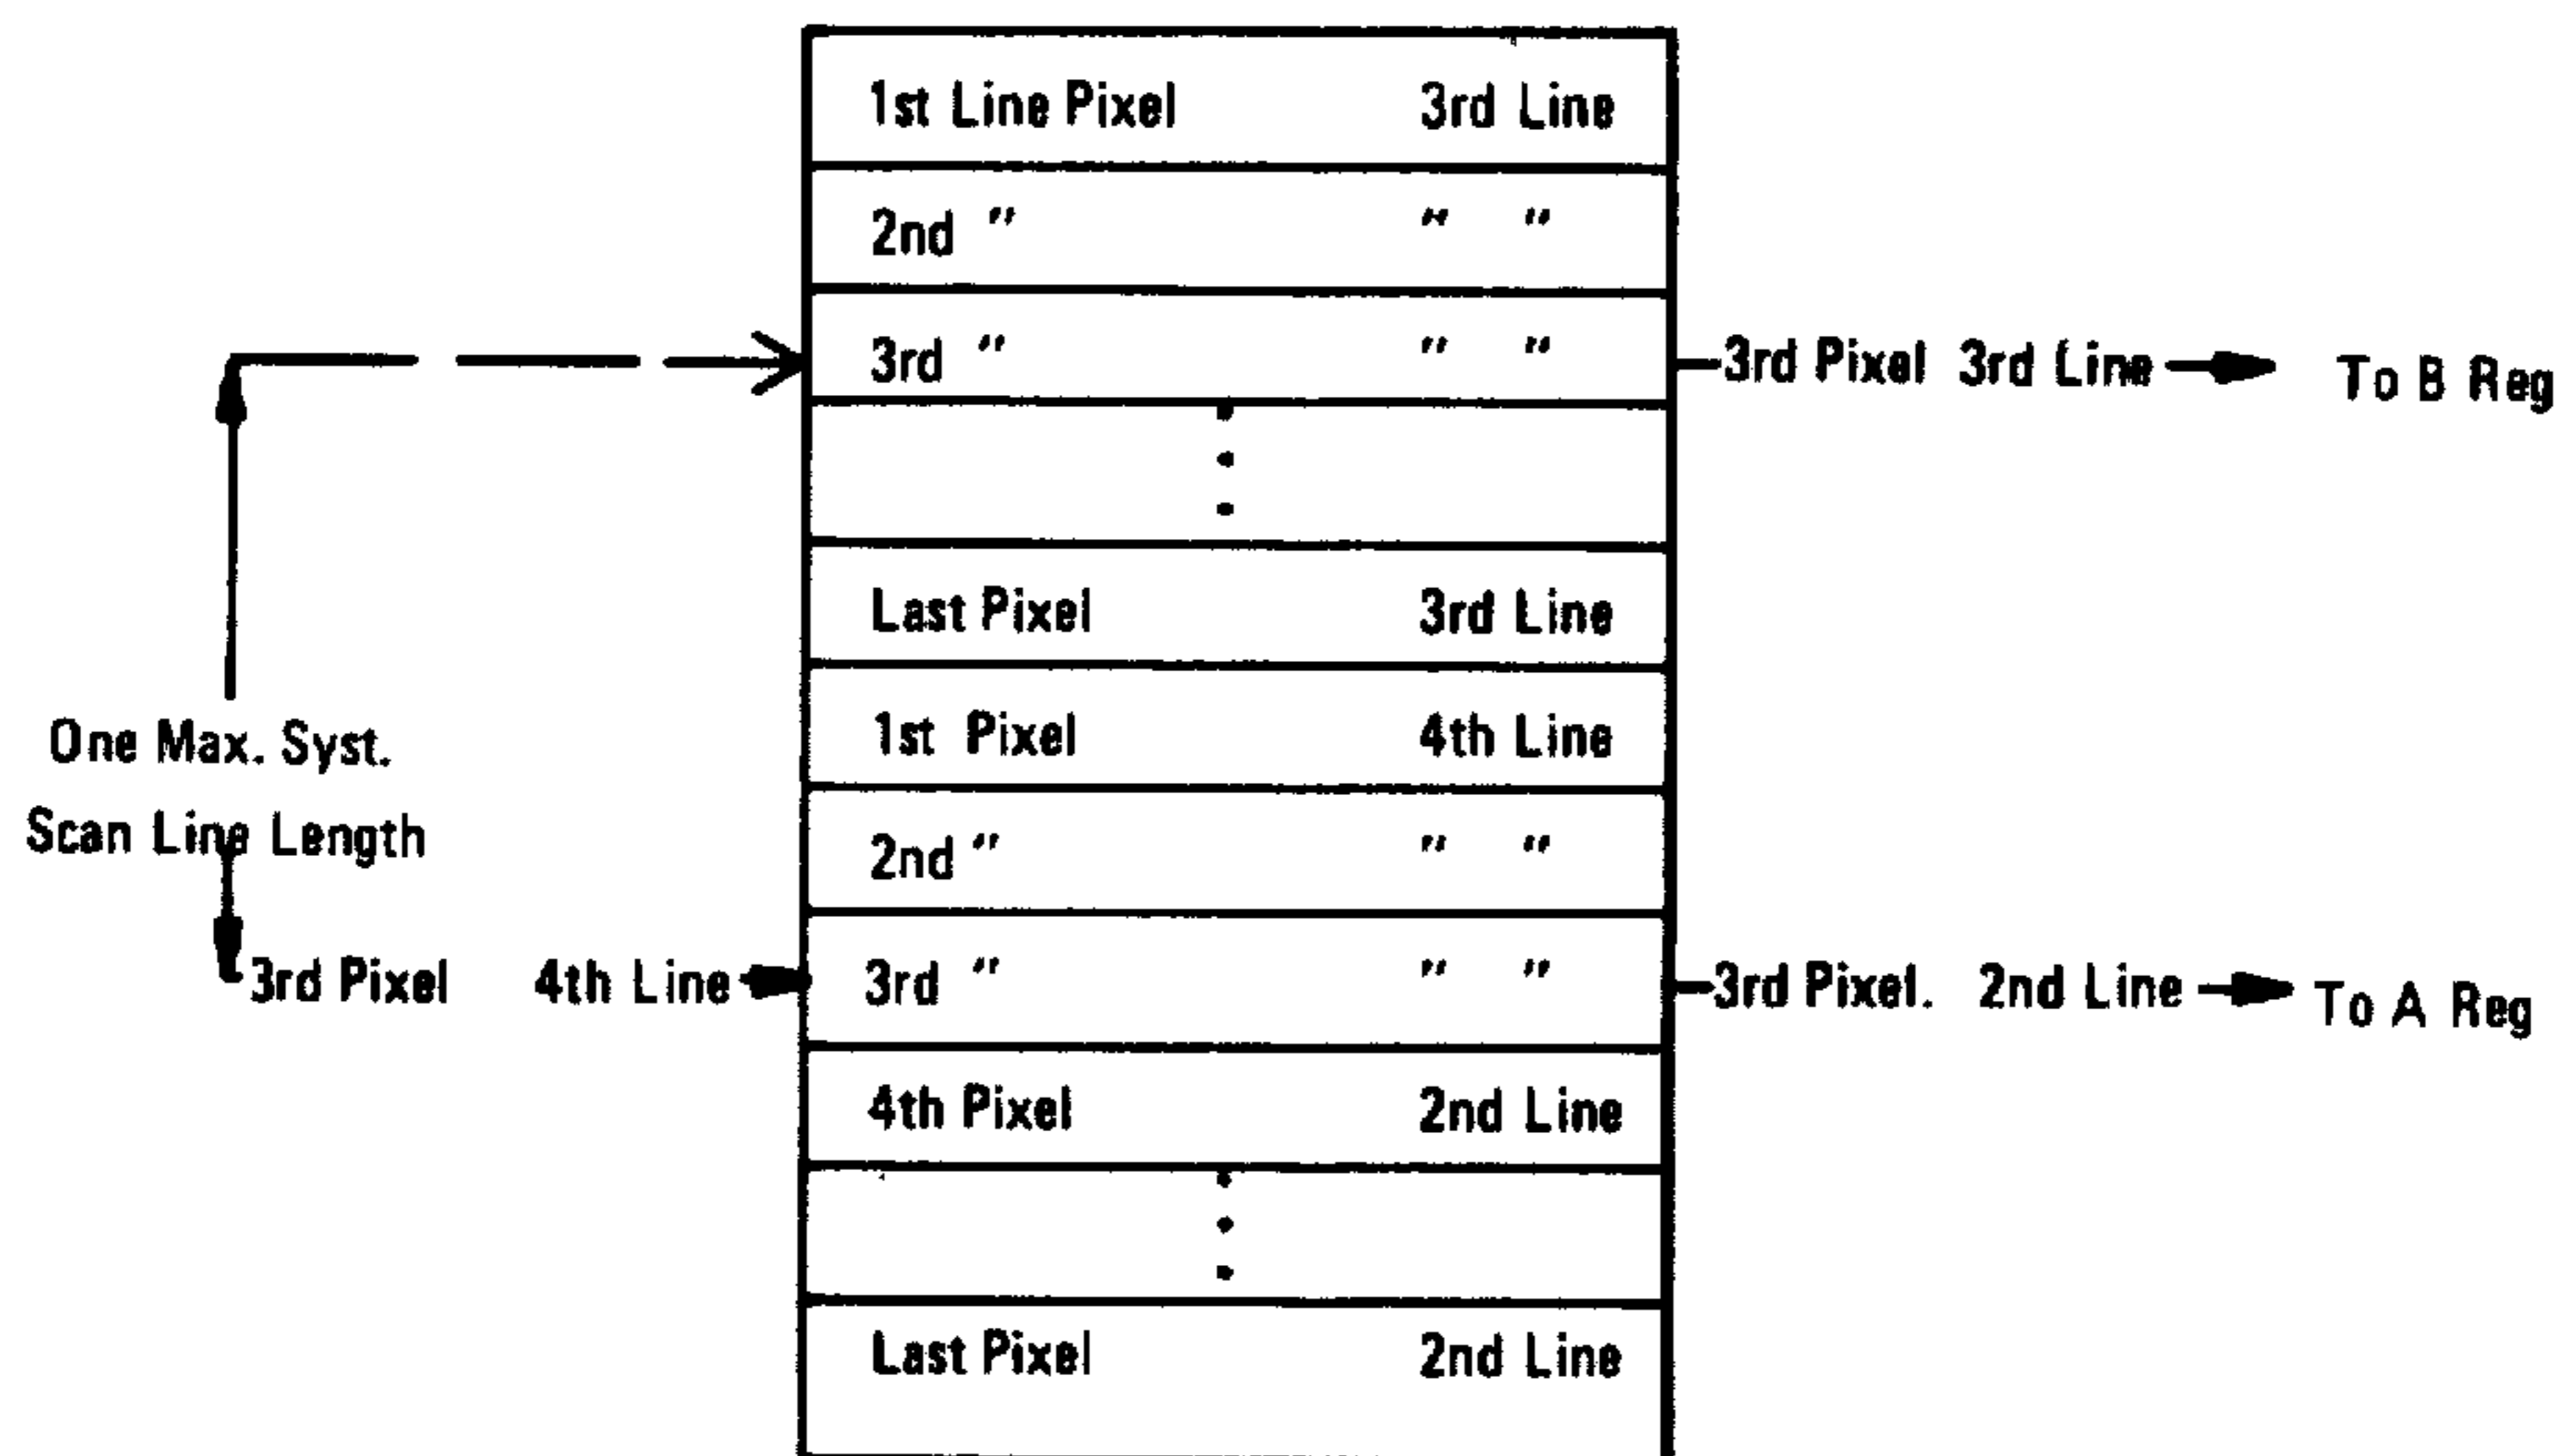 1st Line Pixel 3rd Line
2nd " " "
3rd " " "
3rd Pixel 3rd Line
To B Reg
Last Pixel 3rd Line
1st Pixel 4th Line
One Max. Syst.
Scan Line Length
2nd " " "
3rd Pixel 4th Line
3rd " " "
3rd Pixel. 2nd Line
To A Reg
4th Pixel 2nd Line
Last Pixel 2nd Line